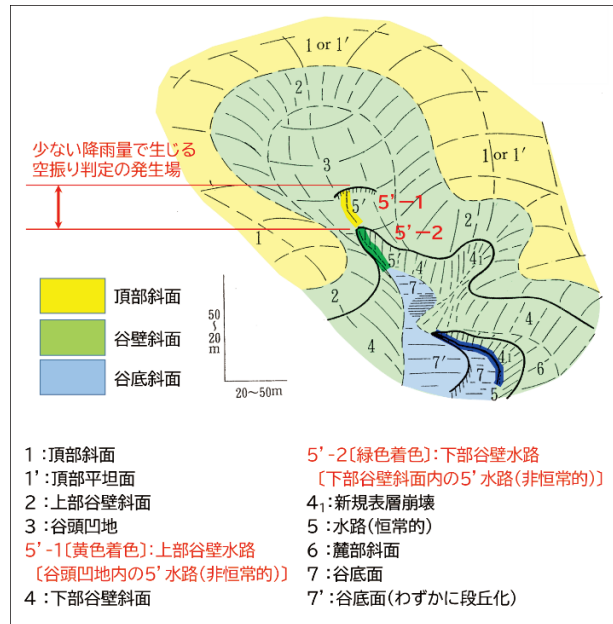 1 or 1′
2
1 or 1′
少ない降雨量で生じる
空振り判定の発生場
3
5′
5’-1
5’-2
2
1
5
4
4₁
7
頂部斜面
2
谷壁斜面
50
〜
20
m
4
4
谷底斜面
7′
4₁
7
6
5
20〜50m
1：頂部斜面
1’：頂部平坦面
2：上部谷壁斜面
3：谷頭凹地
5’-1〔黄色着色〕：上部谷壁水路
〔谷頭凹地内の5’水路(非恒常的)〕
4：下部谷壁斜面
5’-2〔緑色着色〕：下部谷壁水路
〔下部谷壁斜面内の5’水路(非恒常的)〕
4₁：新規表層崩壊
5：水路(恒常的)
6：麓部斜面
7：谷底面
7’：谷底面(わずかに段丘化)